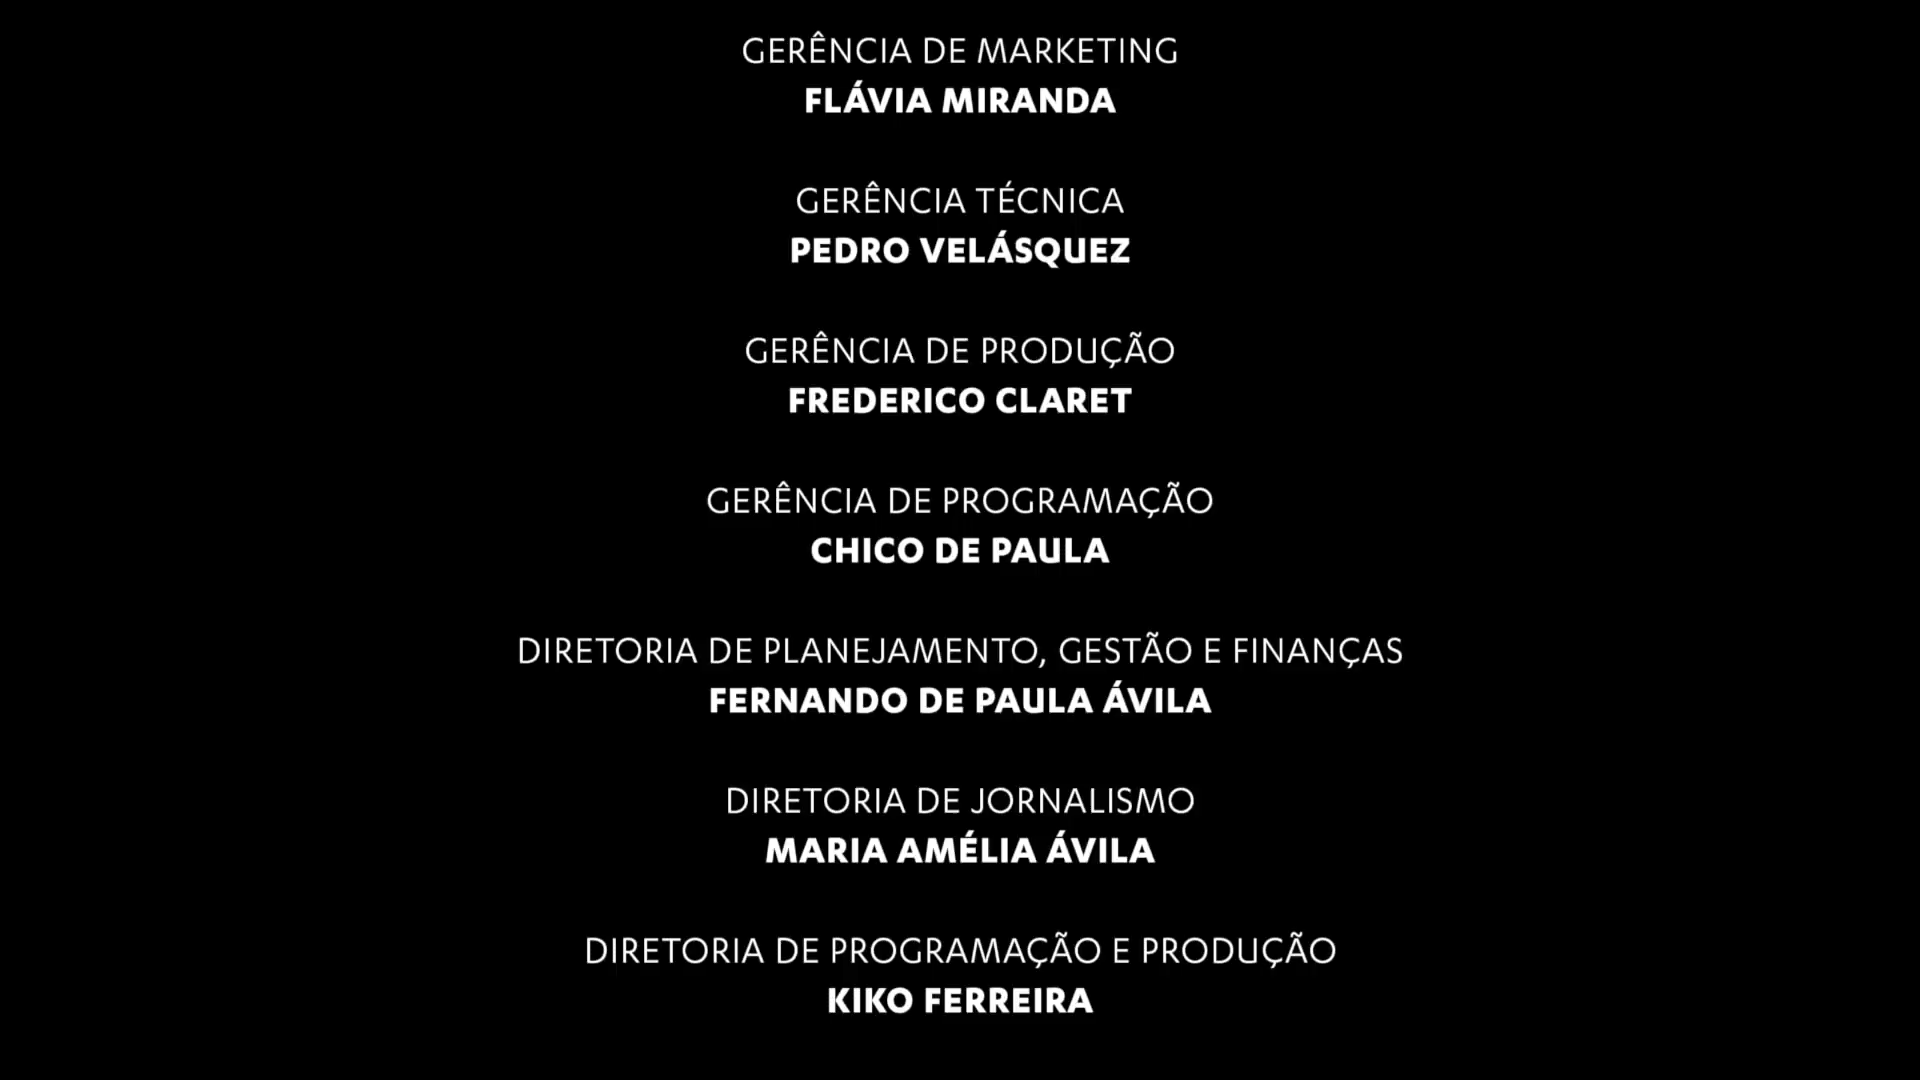 GERÊNCIA DE MARKETING
FLÁVIA MIRANDA
GERÊNCIA TÉCNICA
PEDRO VELÁSQUEZ
GERÊNCIA DE PRODUÇÃO
FREDERICO CLARET
GERÊNCIA DE PROGRAMAÇÃO
CHICO DE PAULA
DIRETORIA DE PLANEJAMENTO, GESTÃO E FINANÇAS
FERNANDO DE PAULA ÁVILA
DIRETORIA DE JORNALISMO
MARIA AMÉLIA ÁVILA
DIRETORIA DE PROGRAMAÇÃO E PRODUÇÃO
KIKO FERREIRA